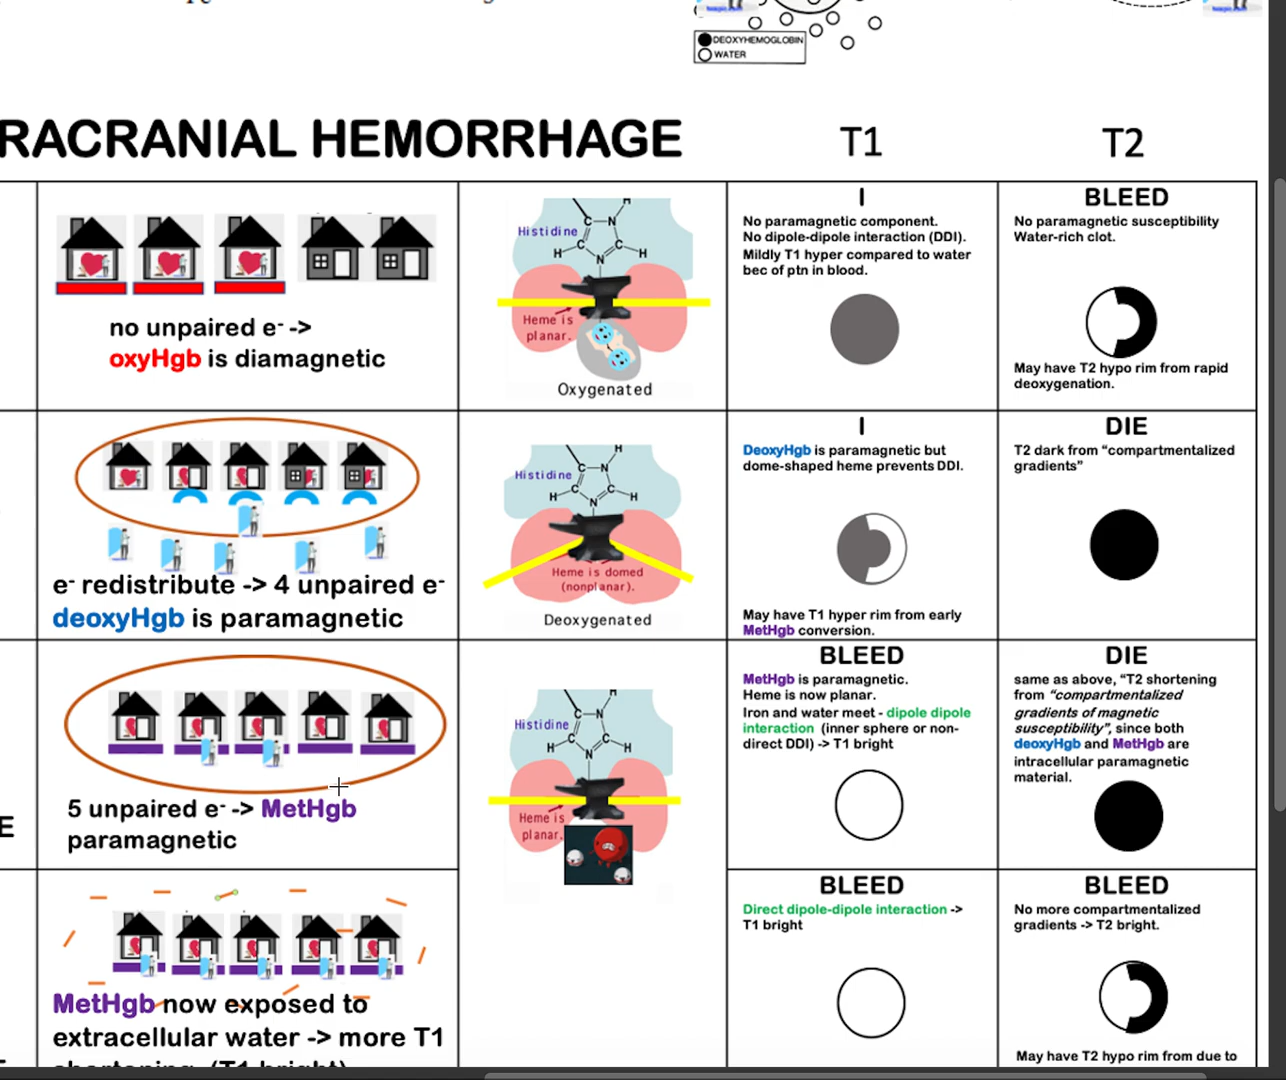 DEOXYHEMOGLOBIN
WATER
RACRANIAL HEMORRHAGE
T1
T2
no unpaired e⁻ ->
oxyHgb is diamagnetic
Histidine
H
N
C
C
H
C
H
N
Heme is
planar.
Oxygenated
I
No paramagnetic component.
No dipole-dipole interaction (DDI).
Mildly T1 hyper compared to water
bec of ptn in blood.
BLEED
No paramagnetic susceptibility
Water-rich clot.
May have T2 hypo rim from rapid
deoxygenation.
e⁻ redistribute -> 4 unpaired e⁻
deoxyHgb is paramagnetic
H
Histidine
C
N
H
C
C
H
N
Heme is domed
(nonplanar).
Deoxygenated
I
DeoxyHgb is paramagnetic but
dome-shaped heme prevents DDI.
May have T1 hyper rim from early
MetHgb conversion.
DIE
T2 dark from “compartmentalized
gradients”
E
5 unpaired e⁻ -> MetHgb
paramagnetic
Histidine
C
N
H
C
C
H
N
Heme is
planar.
BLEED
MetHgb is paramagnetic.
Heme is now planar.
Iron and water meet - dipole dipole
interaction (inner sphere or non-
direct DDI) -> T1 bright
DIE
same as above, “T2 shortening
from “compartmentalized
gradients of magnetic
susceptibility”, since both
deoxyHgb and MetHgb are
intracellular paramagnetic
material.
MetHgb now exposed to
extracellular water -> more T1
shortening (T1 bright)
BLEED
Direct dipole-dipole interaction ->
T1 bright
BLEED
No more compartmentalized
gradients -> T2 bright.
May have T2 hypo rim from due to